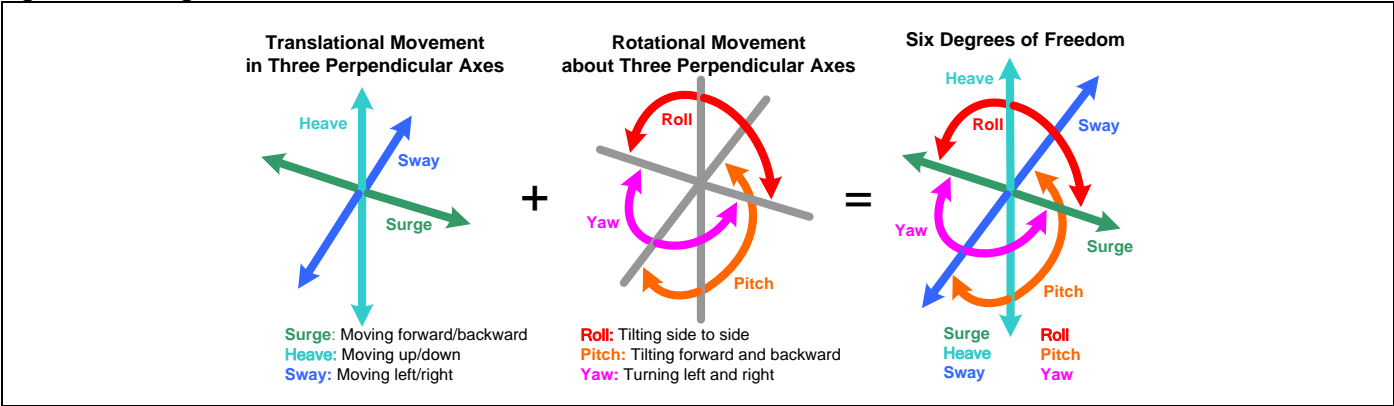 Translational Movement
in Three Perpendicular Axes
Heave
Sway
Surge
Surge: Moving forward/backward
Heave: Moving up/down
Sway: Moving left/right
+
Rotational Movement
about Three Perpendicular Axes
Roll
Yaw
Pitch
Roll: Tilting side to side
Pitch: Tilting forward and backward
Yaw: Turning left and right
=
Six Degrees of Freedom
Heave
Sway
Roll
Yaw
Surge
Pitch
Surge Roll
Heave Pitch
Sway Yaw